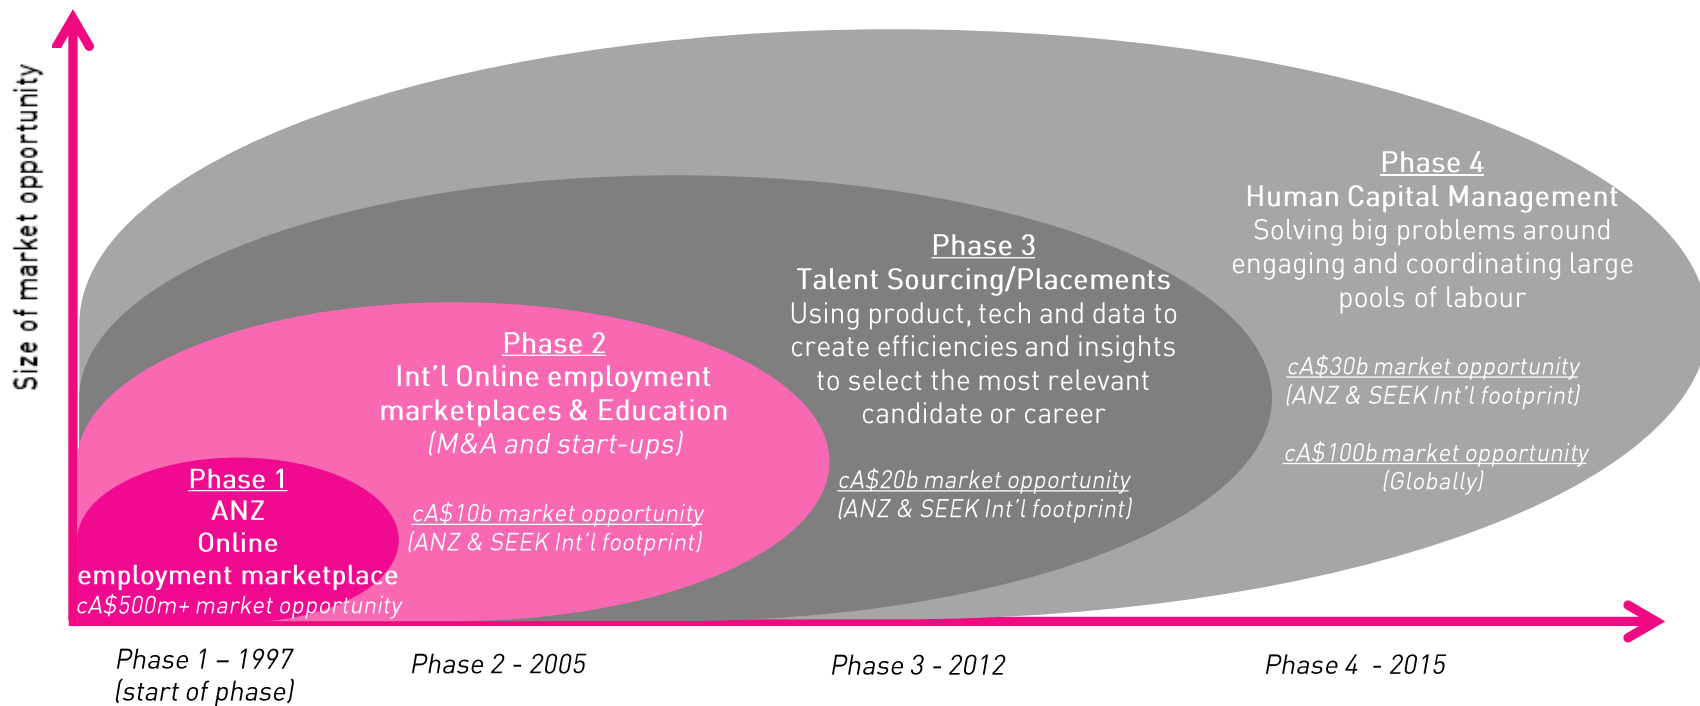 Size of market opportunity
Phase 1
ANZ
Online
employment marketplace
cA$500m+ market opportunity
Phase 2
Int'l Online employment
marketplaces & Education
(M&A and start-ups)
cA$10b market opportunity
(ANZ & SEEK Int'l footprint)
Phase 3
Talent Sourcing/Placements
Using product, tech and data to
create efficiencies and insights
to select the most relevant
candidate or career
cA$20b market opportunity
(ANZ & SEEK Int'l footprint)
Phase 4
Human Capital Management
Solving big problems around
engaging and coordinating large
pools of labour
cA$30b market opportunity
(ANZ & SEEK Int'l footprint)
cA$100b market opportunity
(Globally)
Phase 1 – 1997
(start of phase)
Phase 2 - 2005
Phase 3 - 2012
Phase 4 - 2015